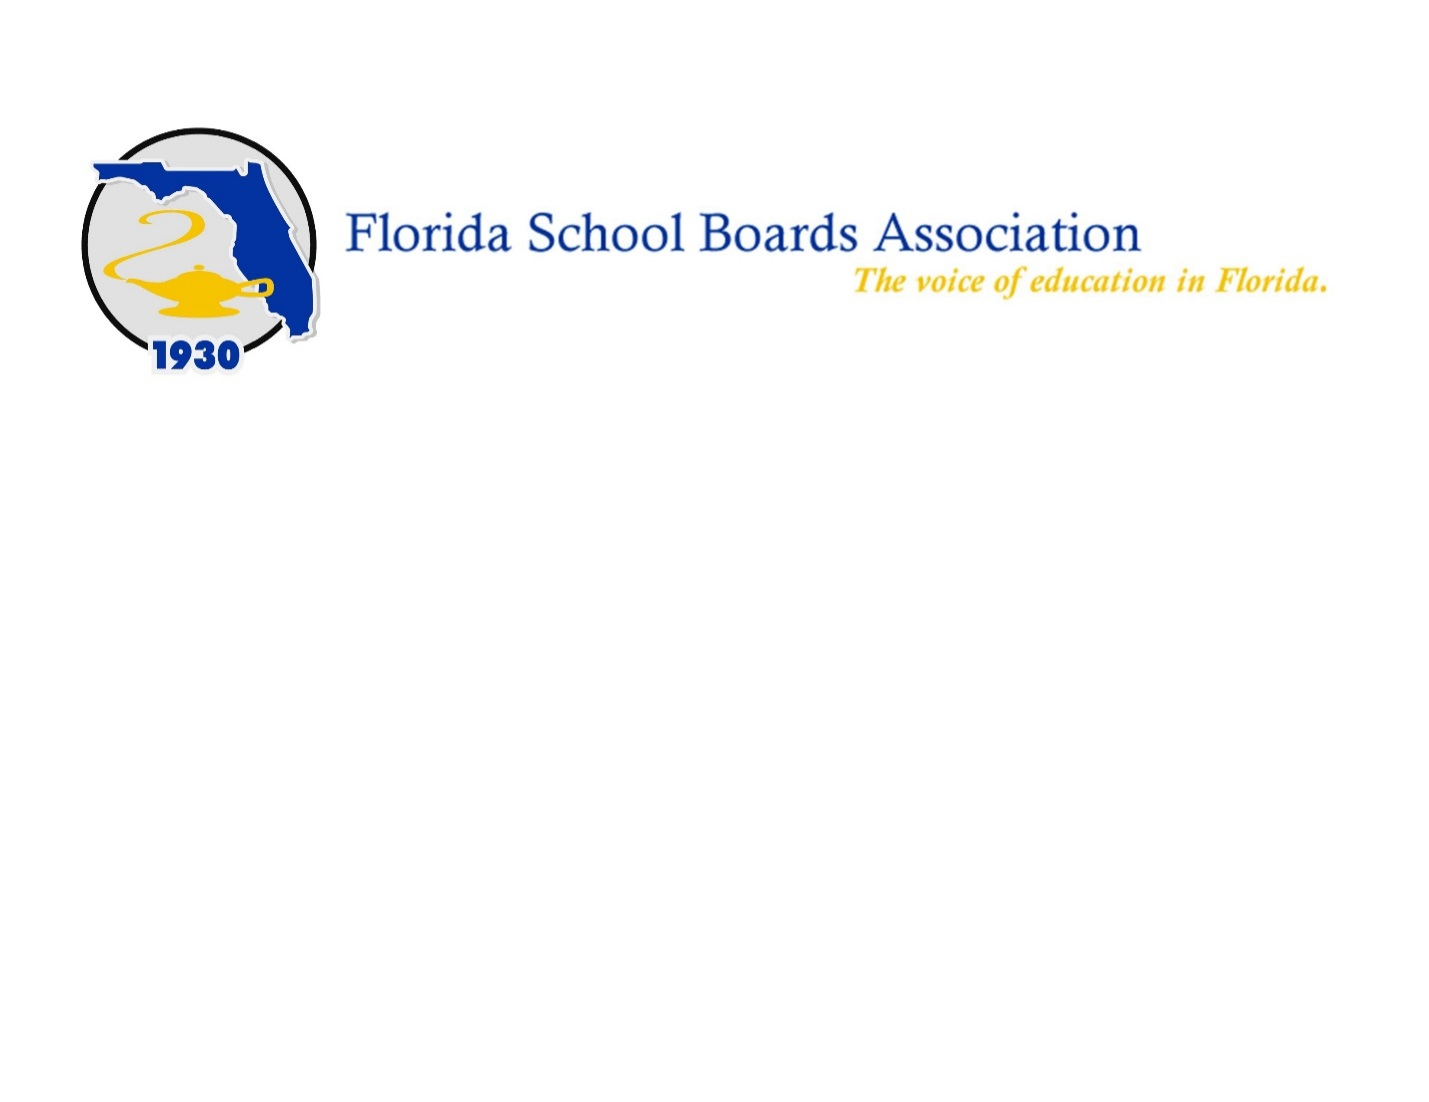 Florida School Boards Association
The voice of education in Florida.
1930